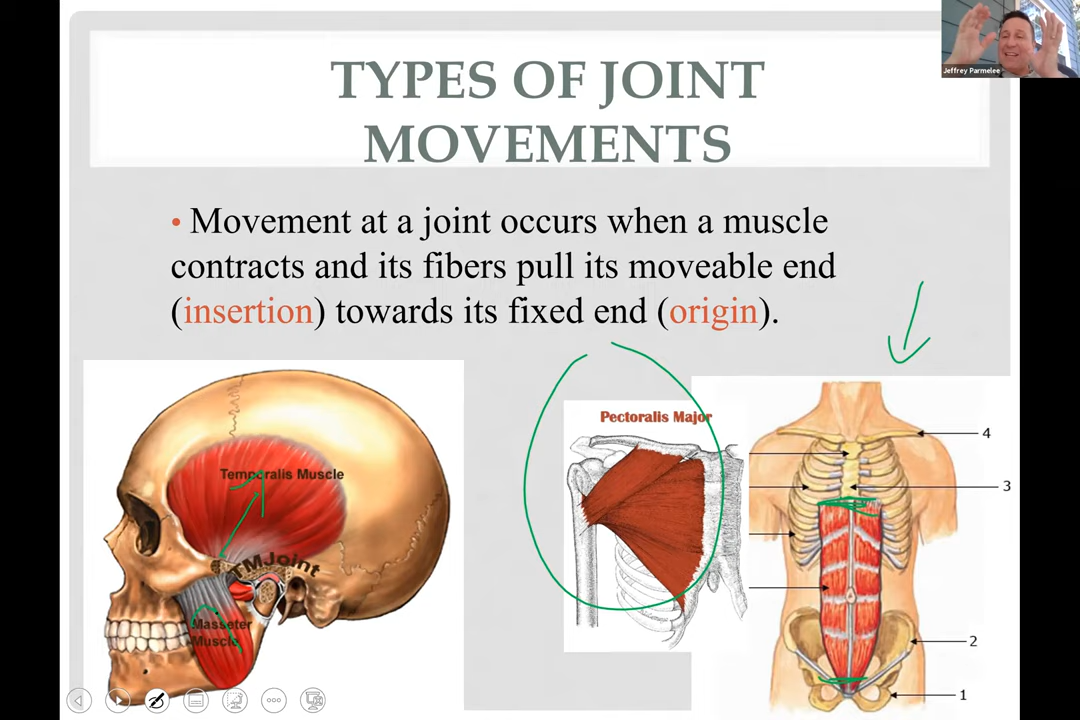 Jeffrey Parmelee
TYPES OF JOINT
MOVEMENTS
• Movement at a joint occurs when a muscle
contracts and its fibers pull its moveable end
(insertion) towards its fixed end (origin).
Temporalis Muscle
TMJoint
Masseter
Muscle
Pectoralis Major
4
3
2
1